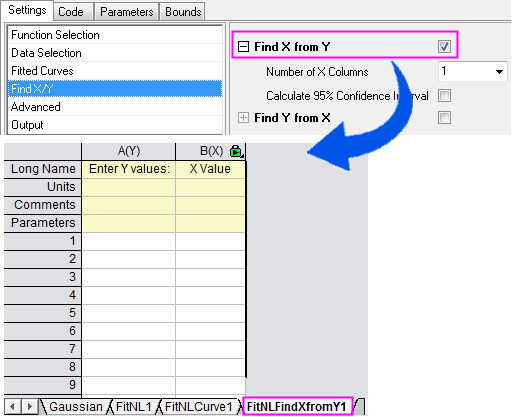 Settings Code Parameters Bounds
Function Selection
Data Selection
Fitted Curves
Find X/Y
Advanced
Output
Find X from Y
Number of X Columns 1
Calculate 95% Confidence Interval
Find Y from X
A(Y) B(X)
Long Name Enter Y values: X Value
Units
Comments
Parameters
1
2
3
4
5
6
7
8
9
Gaussian FitNL1 FitNLCurve1 FitNLFindXfromY1